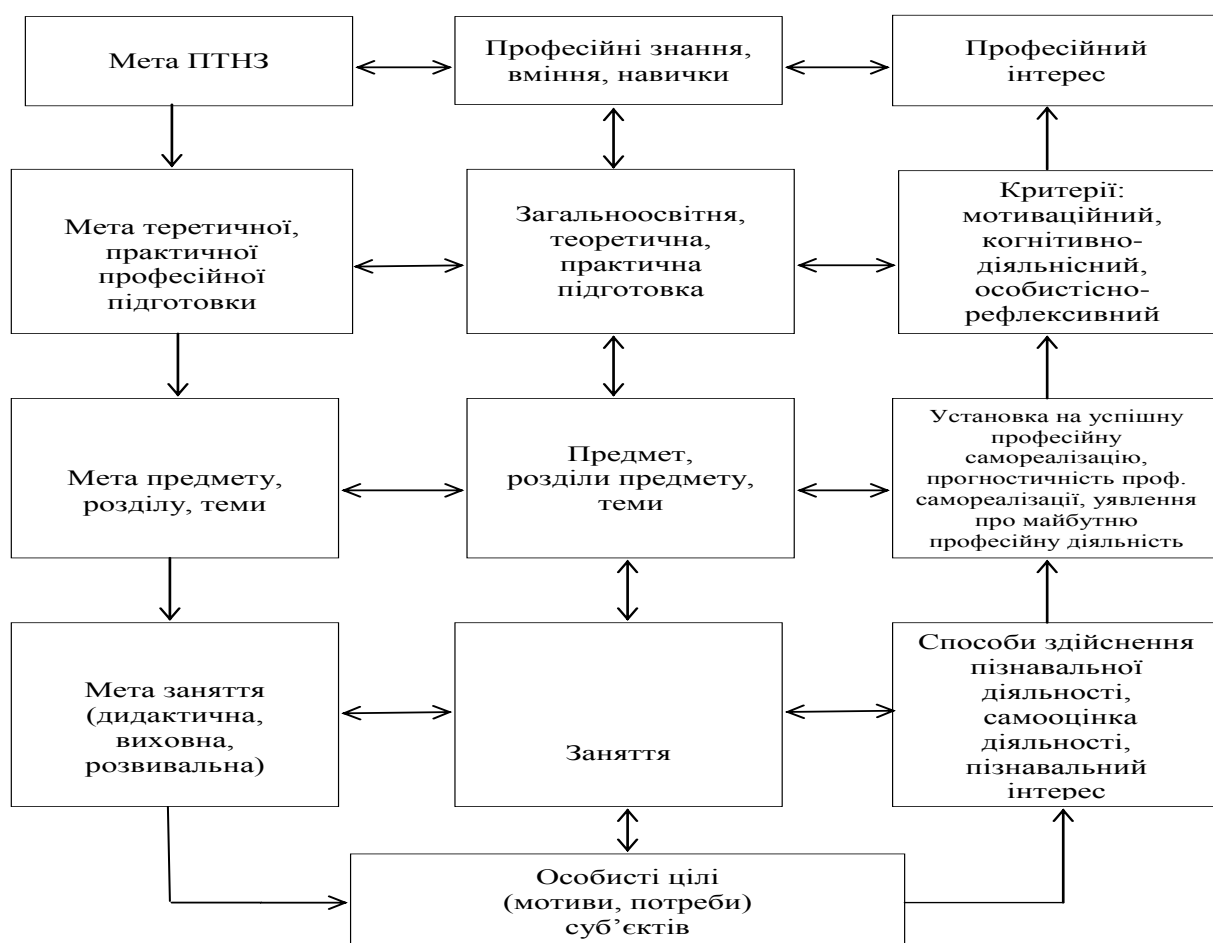 Мета ПТНЗ
Професійні знання,
вміння, навички
Професійний
інтерес
Мета теретичної,
практичної
професійної
підготовки
Загальноосвітня,
теоретична,
практична
підготовка
Критерії:
мотиваційний,
когнітивно-
діяльнісний,
особистісно-
рефлексивний
Мета предмету,
розділу, теми
Предмет,
розділи предмету,
теми
Установка на успішну
професійну
самореалізацію,
прогностичність проф.
самореалізації, уявлення
про майбутню
професійну діяльність
Мета заняття
(дидактична,
виховна,
розвивальна)
Заняття
Способи здійснення
пізнавальної
діяльності,
самооцінка
діяльності,
пізнавальний
інтерес
Особисті цілі
(мотиви, потреби)
суб’єктів